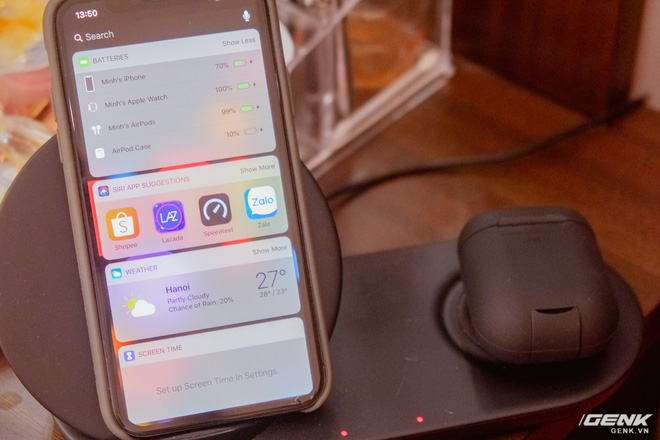 13:50
Search
BATTERIES Show Less
Minh's iPhone 70%
Minh's Apple Watch 100%
Minh's AirPods 99%
AirPod Case 10%
SIRI APP SUGGESTIONS Show More
LAZ
Zalo
Shopee Lazada Speedtest Zalo
WEATHER Show More
Hanoi 27°
Partly Cloudy 28° / 23°
Chance of Rain: 20%
SCREEN TIME
Set up Screen Time in Settings.
GENK
GENK.VN